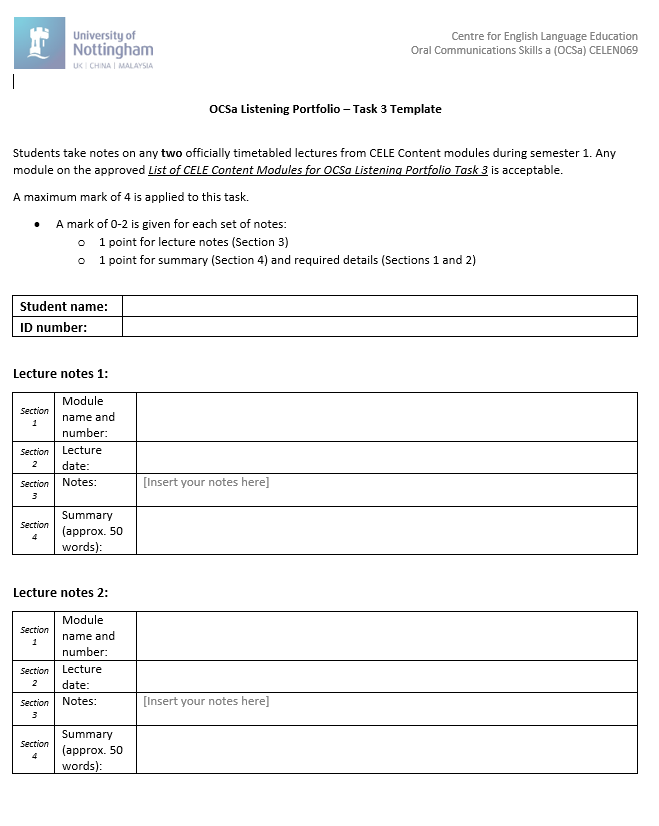 University of
Nottingham
UK | CHINA | MALAYSIA
Centre for English Language Education
Oral Communications Skills a (OCSa) CELEN069
OCSa Listening Portfolio – Task 3 Template
Students take notes on any two officially timetabled lectures from CELE Content modules during semester 1. Any
module on the approved List of CELE Content Modules for OCSa Listening Portfolio Task 3 is acceptable.
A maximum mark of 4 is applied to this task.
• A mark of 0-2 is given for each set of notes:
o 1 point for lecture notes (Section 3)
o 1 point for summary (Section 4) and required details (Sections 1 and 2)
Student name:
ID number:
Lecture notes 1:
Section
1
Module
name and
number:
Section
2
Lecture
date:
Section
3
Notes:
[Insert your notes here]
Section
4
Summary
(approx. 50
words):
Lecture notes 2:
Section
1
Module
name and
number:
Section
2
Lecture
date:
Section
3
Notes:
[Insert your notes here]
Section
4
Summary
(approx. 50
words):